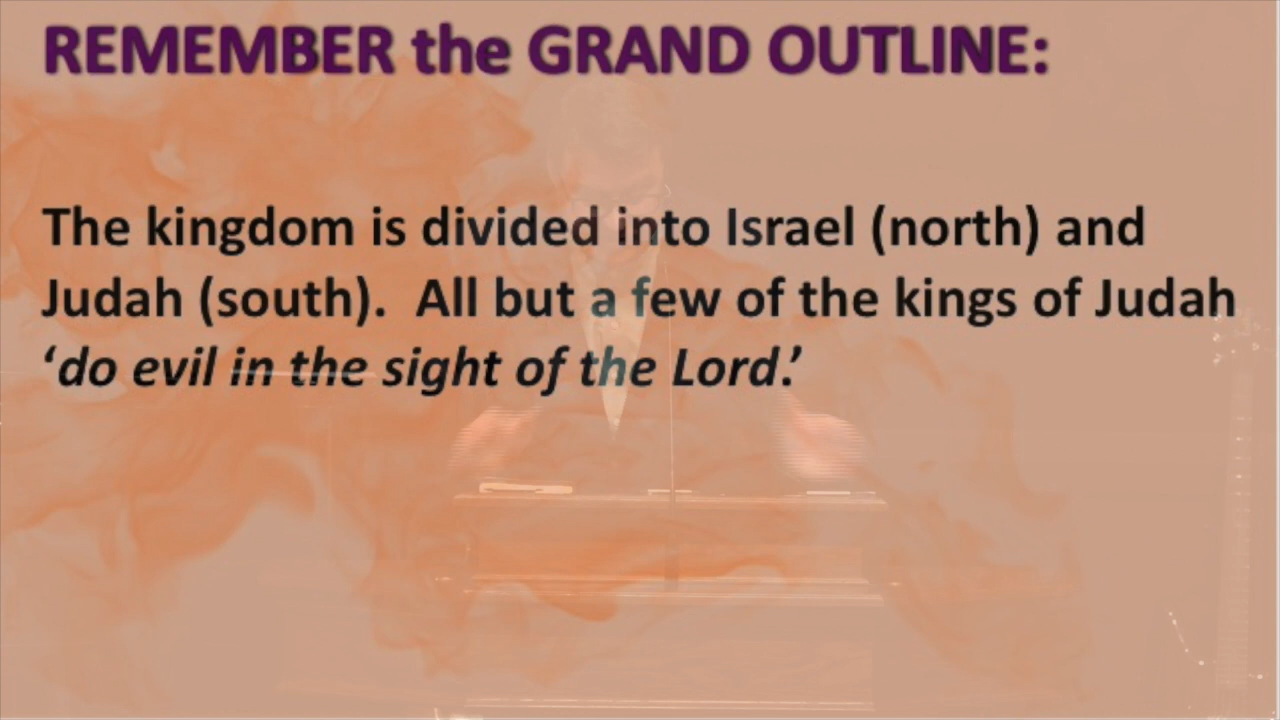 REMEMBER the GRAND OUTLINE:
The kingdom is divided into Israel (north) and
Judah (south).  All but a few of the kings of Judah
‘do evil in the sight of the Lord.’